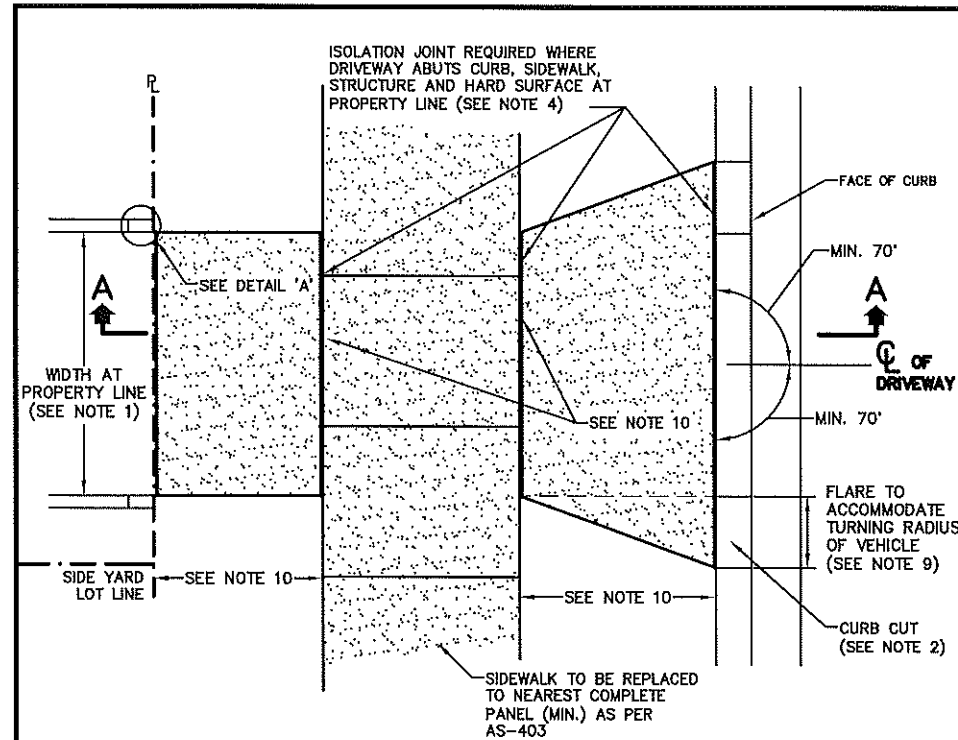 ISOLATION JOINT REQUIRED WHERE
DRIVEWAY ABUTS CURB, SIDEWALK,
STRUCTURE AND HARD SURFACE AT
PROPERTY LINE (SEE NOTE 4)
PL
FACE OF CURB
MIN. 70'
SEE DETAIL 'A'
A
A
WIDTH AT
PROPERTY LINE
(SEE NOTE 1)
CL OF
DRIVEWAY
SEE NOTE 10
MIN. 70'
FLARE TO
ACCOMMODATE
TURNING RADIUS
OF VEHICLE
(SEE NOTE 9)
SIDE YARD
LOT LINE
SEE NOTE 10
SEE NOTE 10
CURB CUT
(SEE NOTE 2)
SIDEWALK TO BE REPLACED
TO NEAREST COMPLETE
PANEL (MIN.) AS PER
AS-403